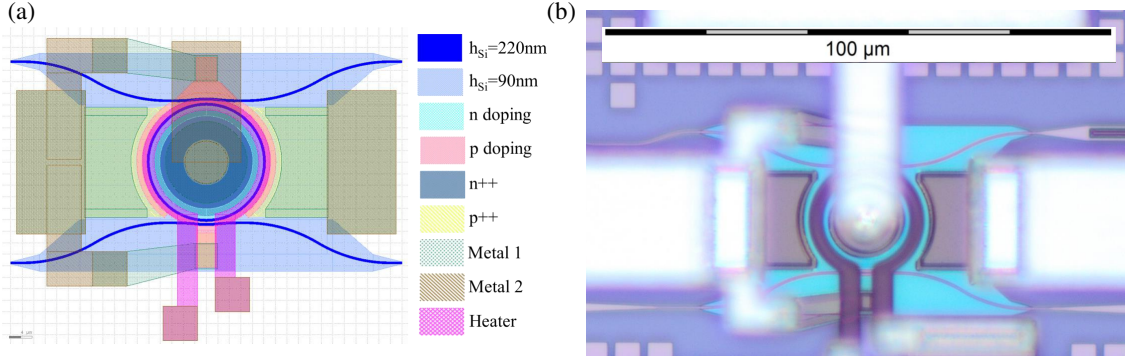 (a)
h_Si=220nm
h_Si=90nm
n doping
p doping
n++
p++
Metal 1
Metal 2
Heater
(b)
100 µm